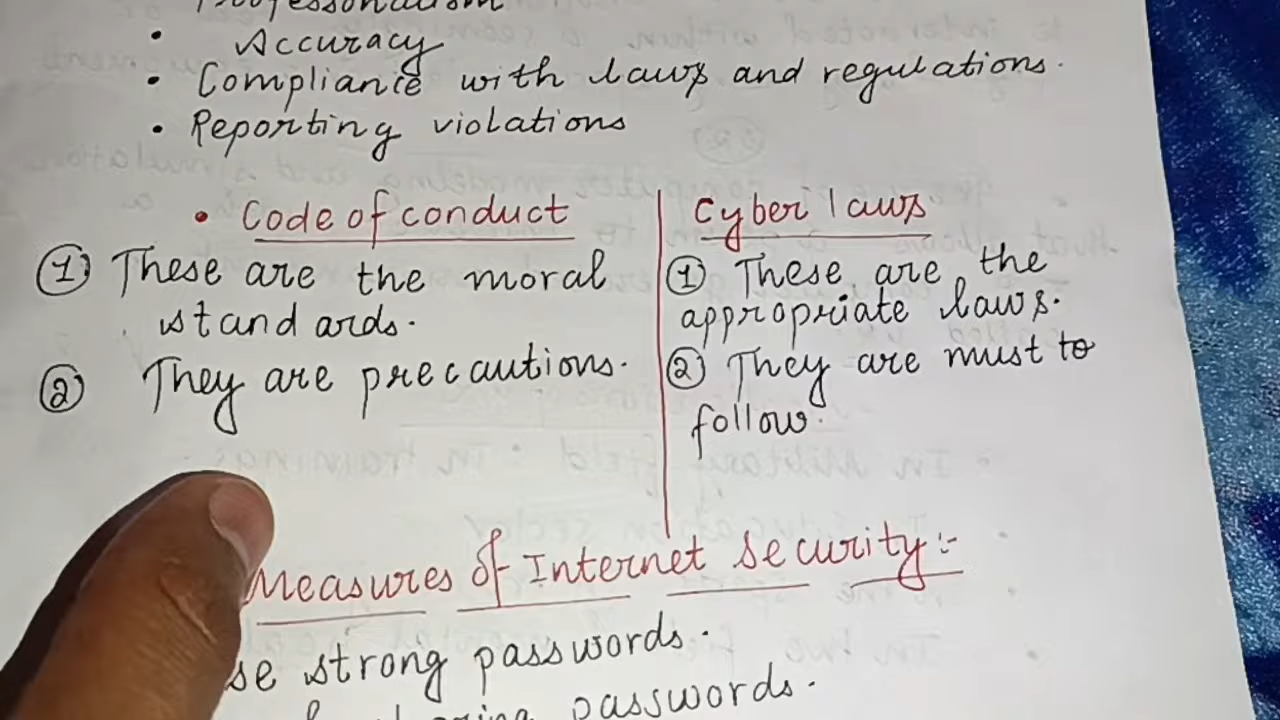 Professionalism
• Accuracy
• Compliance with laws and regulations.
• Reporting violations
• Code of conduct
① These are the moral
standards.
② They are precautions.
Cyber laws
① These are the
appropriate laws.
② They are must to
follow.
Measures of Internet security :-
strong passwords.
passwords.